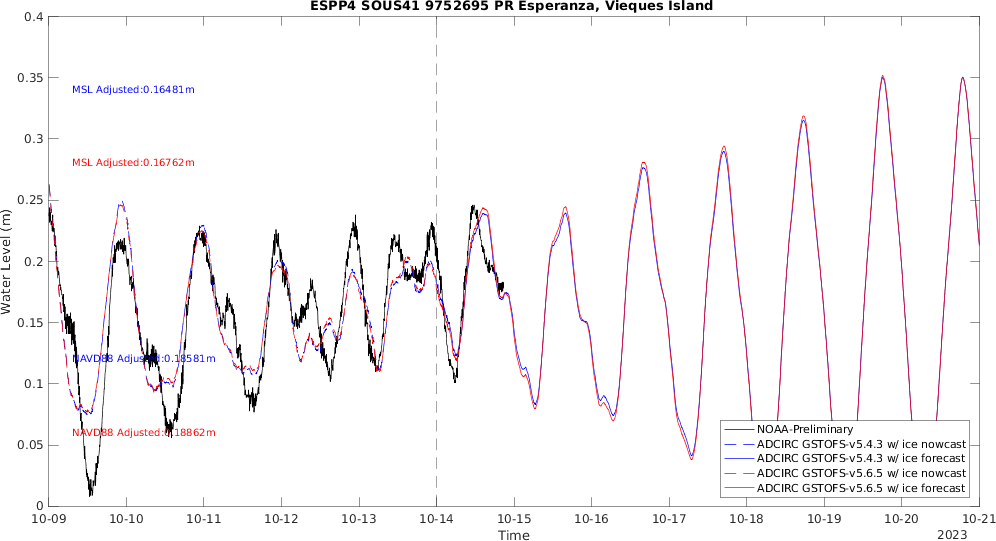 ESPP4 SOUS41 9752695 PR Esperanza, Vieques Island
0.4
0.35
0.3
0.25
0.2
0.15
0.1
0.05
0
Water Level (m)
MSL Adjusted:0.16481m
MSL Adjusted:0.16762m
NAVD88 Adjusted:0.18581m
NAVD88 Adjusted:0.18862m
NOAA-Preliminary
ADCIRC GSTOFS-v5.4.3 w/ ice nowcast
ADCIRC GSTOFS-v5.4.3 w/ ice forecast
ADCIRC GSTOFS-v5.6.5 w/ ice nowcast
ADCIRC GSTOFS-v5.6.5 w/ ice forecast
10-09 10-10 10-11 10-12 10-13 10-14 10-15 10-16 10-17 10-18 10-19 10-20 10-21
Time
2023